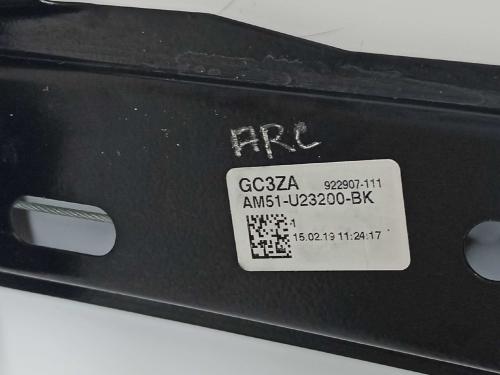 ARC
GC3ZA 922907-111
AM51-U23200-BK
1
15.02.19 11:24:17